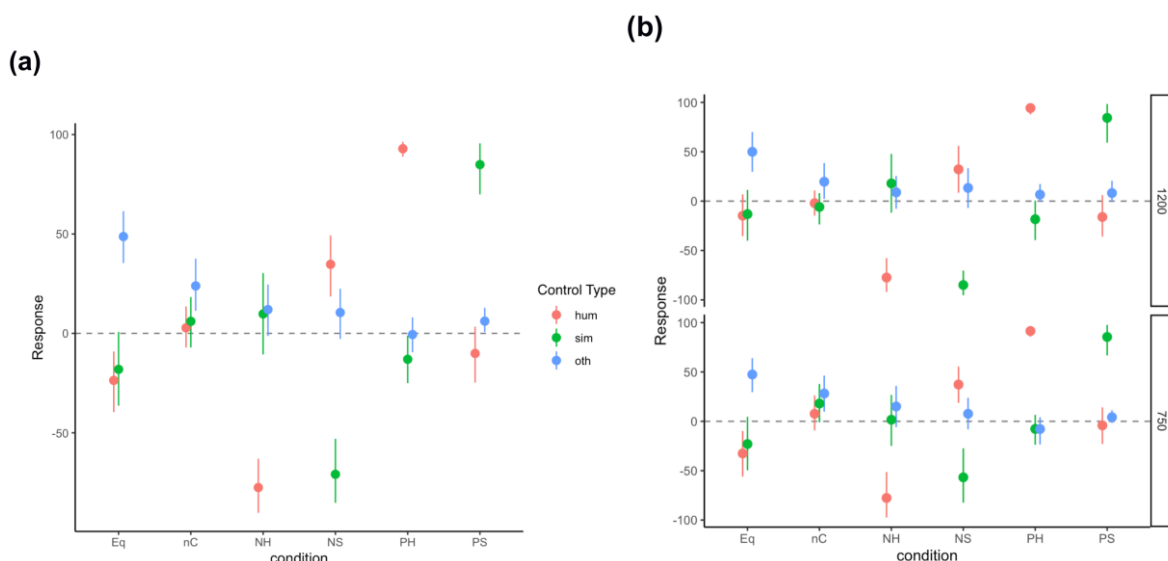 (a)
100
50
0
-50
Response
Eq nC NH NS PH PS
condition
Control Type
hum
sim
oth
(b)
100
50
0
-50
-100
1200
100
50
0
-50
-100
750
Response
Eq nC NH NS PH PS
condition